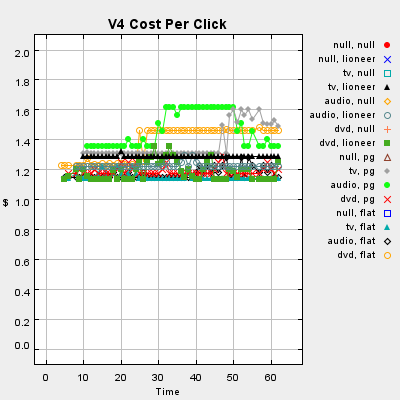 V4 Cost Per Click
2.0
1.8
1.6
1.4
1.2
1.0
0.8
0.6
0.4
0.2
0.0
$
0 10 20 30 40 50 60
Time
null, null
null, lioneer
tv, null
tv, lioneer
audio, null
audio, lioneer
dvd, null
dvd, lioneer
null, pg
tv, pg
audio, pg
dvd, pg
null, flat
tv, flat
audio, flat
dvd, flat